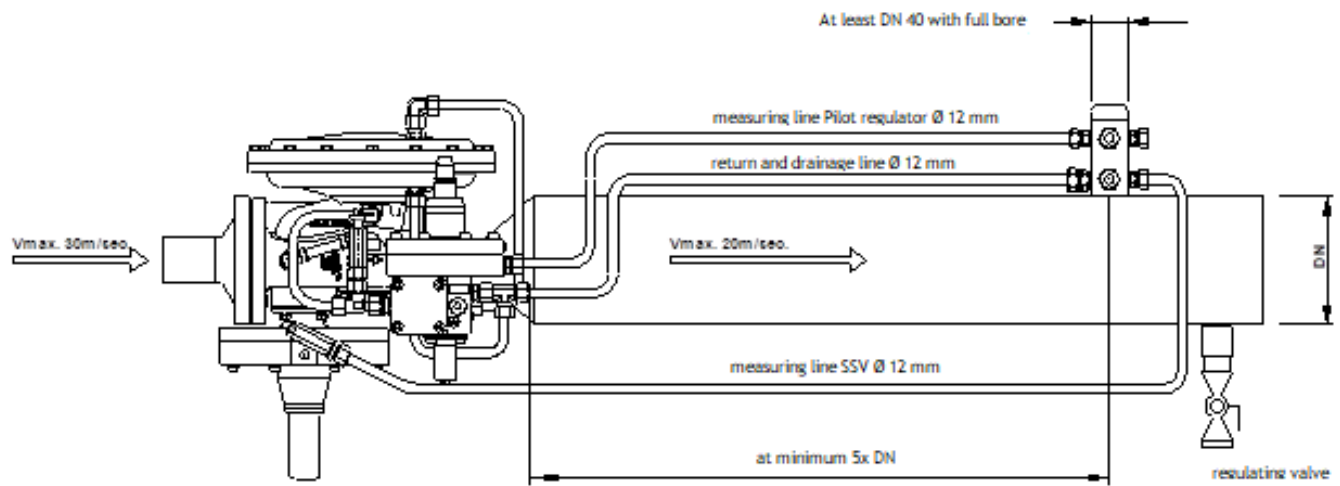 At least DN 40 with full bore
measuring line Pilot regulator Ø 12 mm
return and drainage line Ø 12 mm
Vmax. 30m/sec.
Vmax. 20m/sec.
DN
measuring line SSV Ø 12 mm
at minimum 5x DN
regulating valve